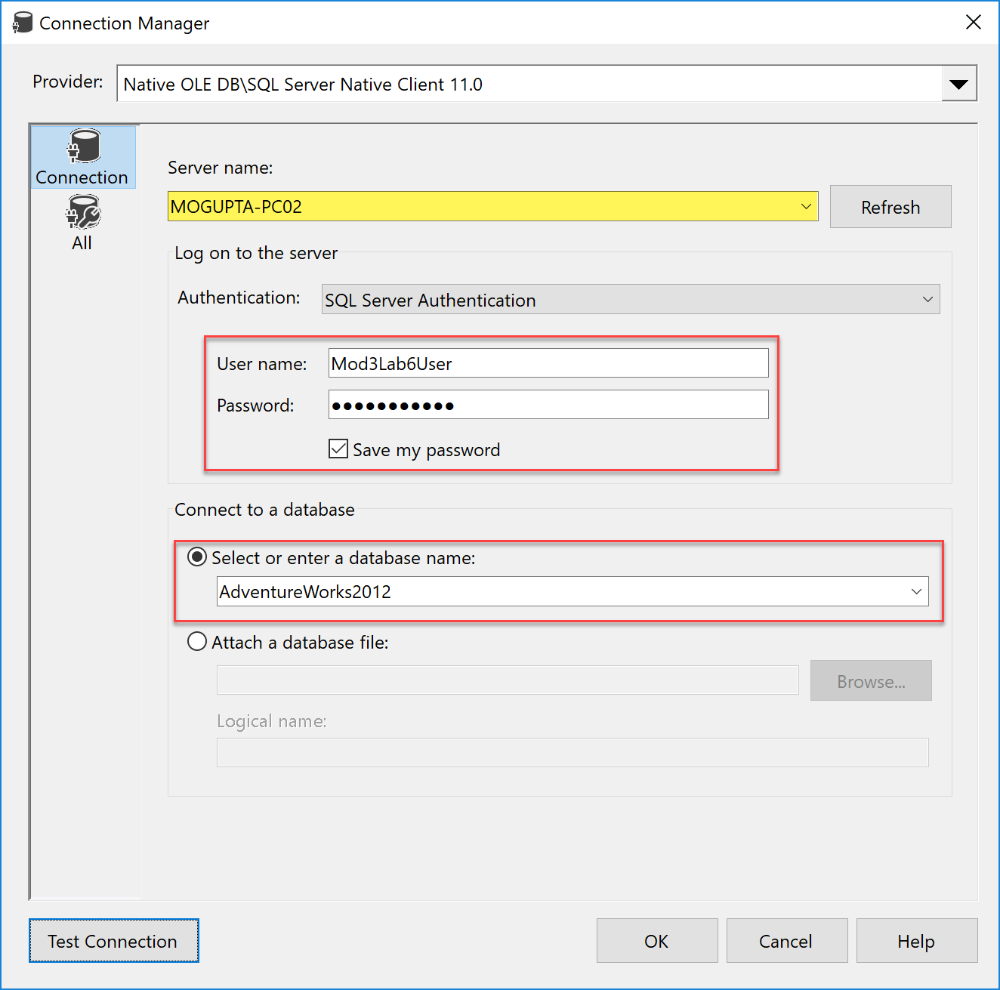 Connection Manager
Provider: Native OLE DB\SQL Server Native Client 11.0
Connection
All
Server name:
MOGUPTA-PC02
Refresh
Log on to the server
Authentication: SQL Server Authentication
User name: Mod3Lab6User
Password: ●●●●●●●●●●●
Save my password
Connect to a database
Select or enter a database name:
AdventureWorks2012
Attach a database file:
Browse...
Logical name:
Test Connection OK Cancel Help